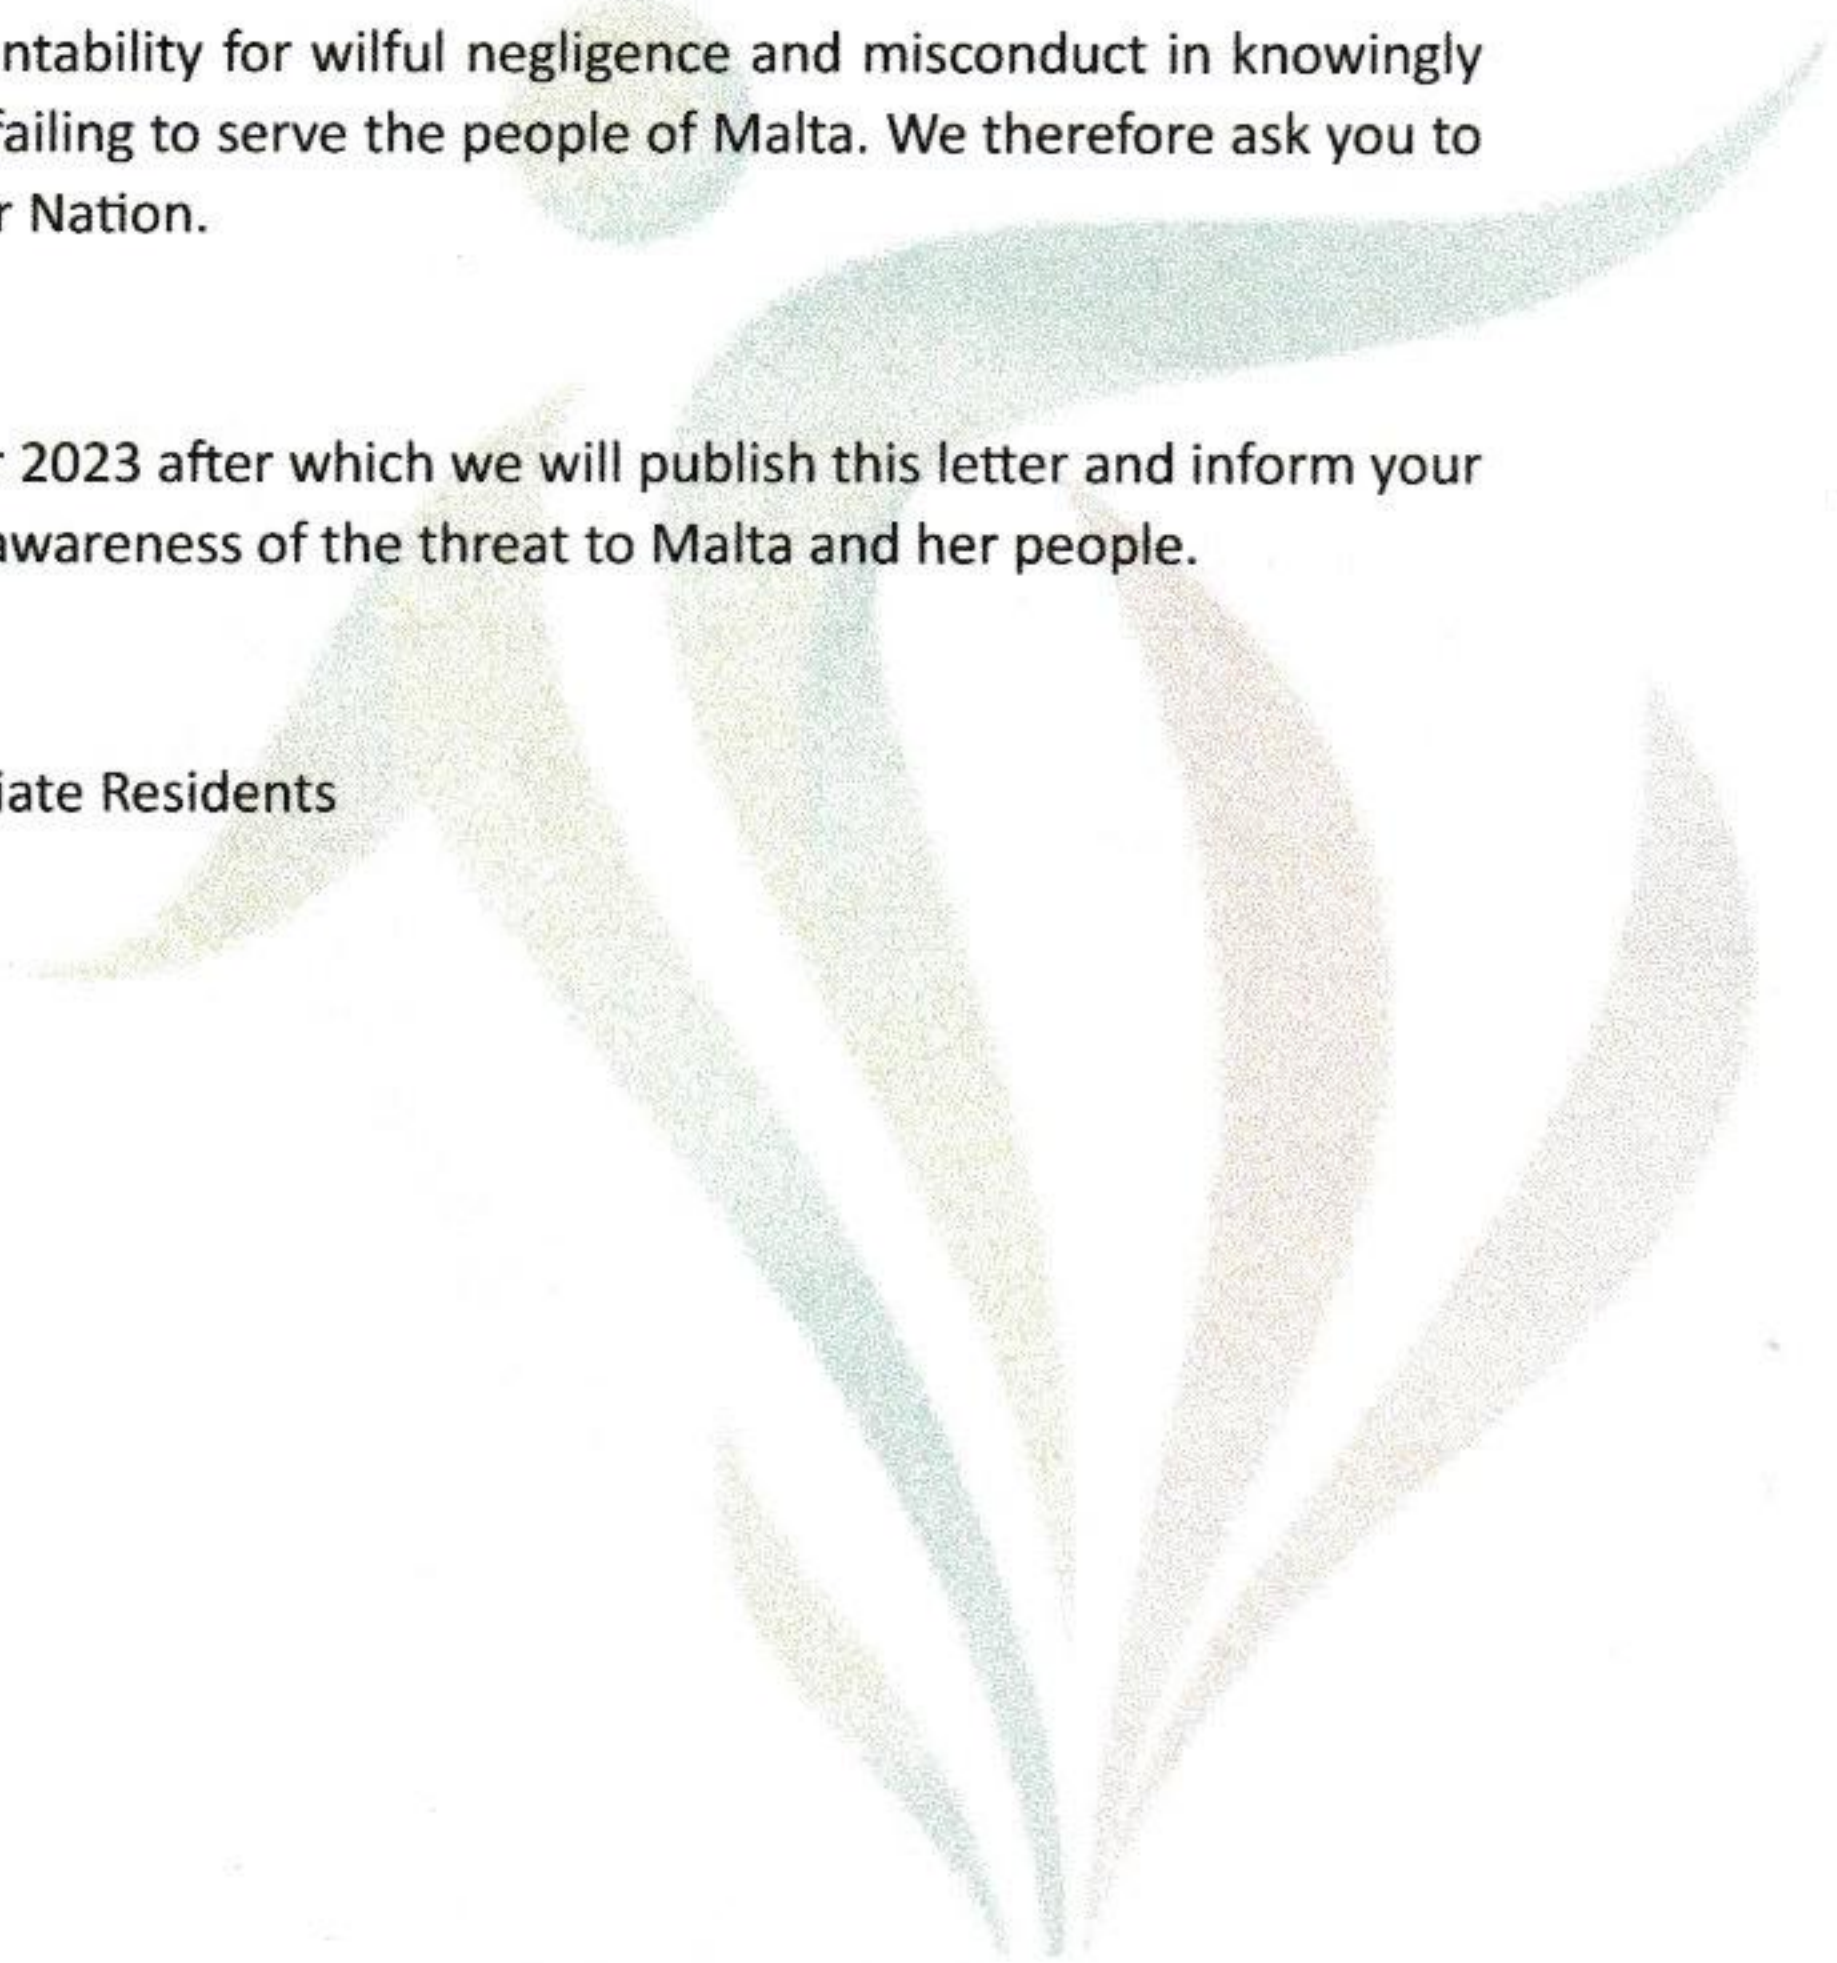 ntability for wilful negligence and misconduct in knowingly
failing to serve the people of Malta. We therefore ask you to
r Nation.
r 2023 after which we will publish this letter and inform your
awareness of the threat to Malta and her people.
iate Residents